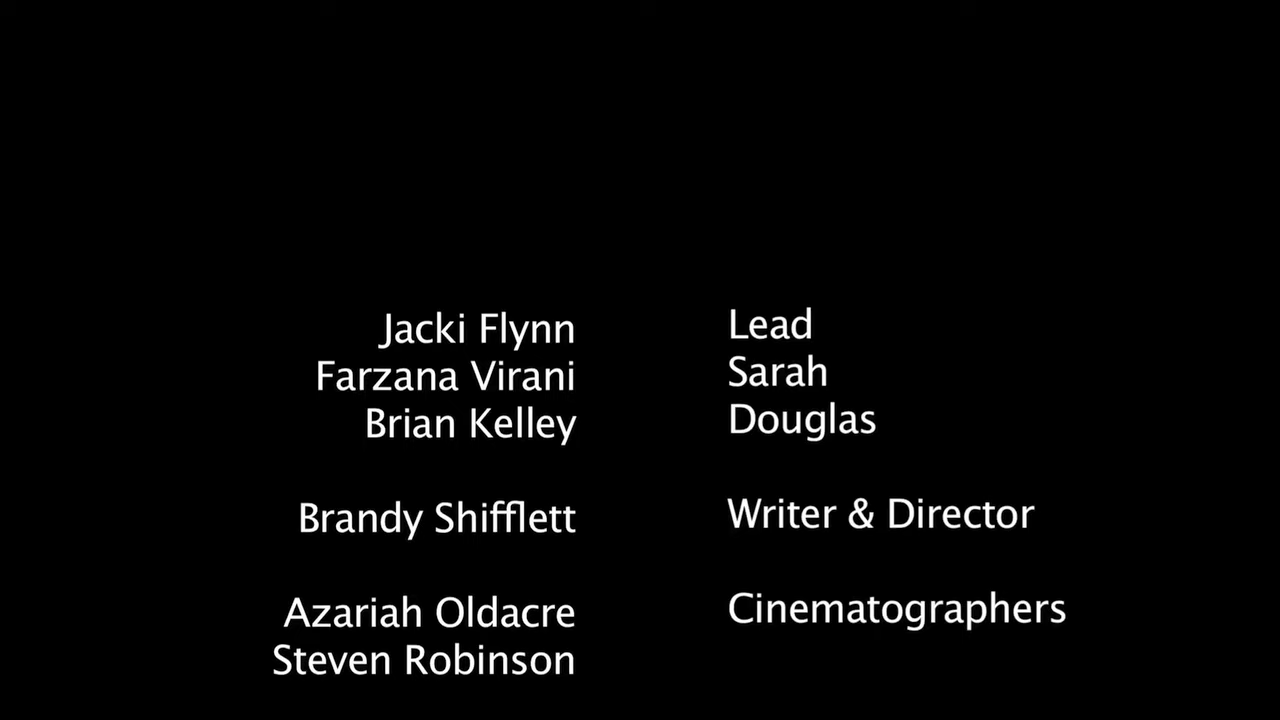 Jacki Flynn Lead
Farzana Virani Sarah
Brian Kelley Douglas
Brandy Shifflett Writer & Director
Azariah Oldacre Cinematographers
Steven Robinson